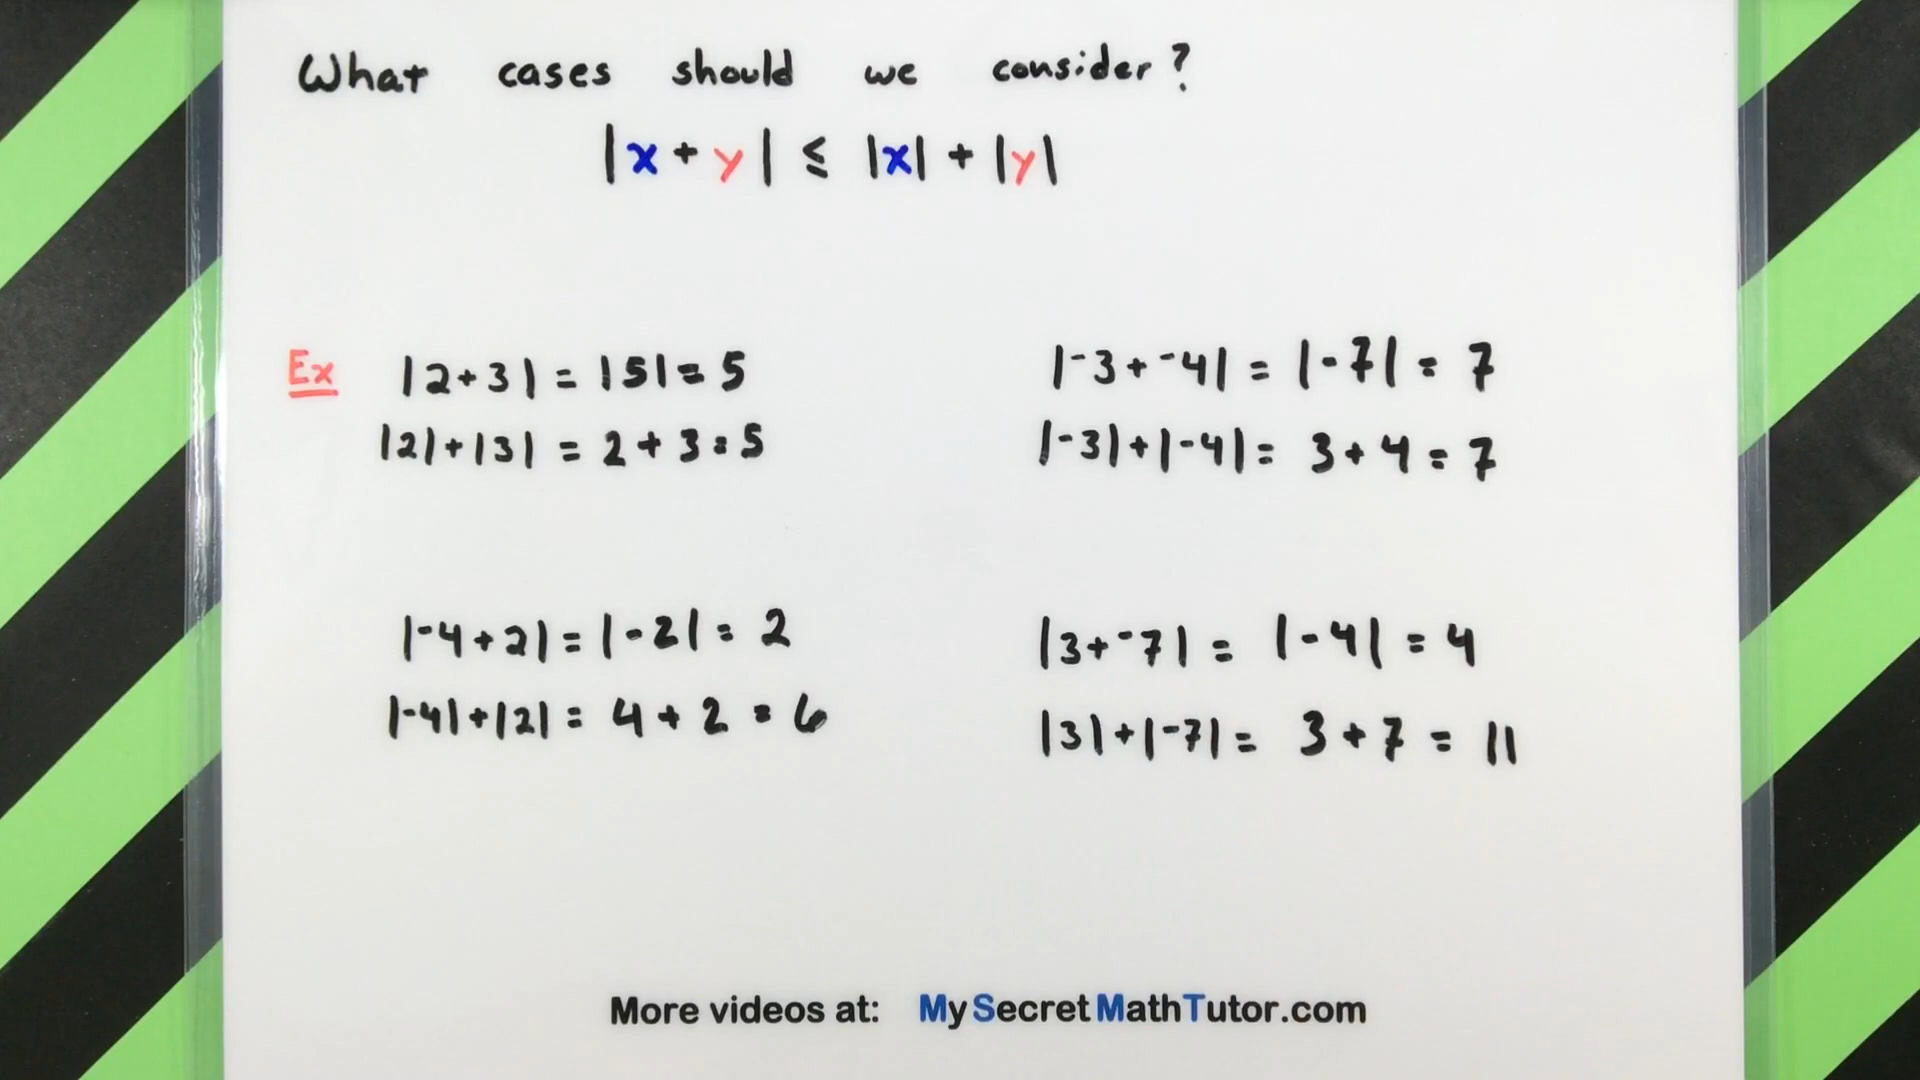 What cases should we consider?
|x + y| ≤ |x| + |y|
Ex |2+3| = |5| = 5
|2|+|3| = 2 + 3 = 5
|-3 + -4| = |-7| = 7
|-3|+|-4| = 3 + 4 = 7
|-4+2| = |-2| = 2
|-4|+|2| = 4 + 2 = 6
|3+-7| = |-4| = 4
|3|+|-7| = 3 + 7 = 11
More videos at: MySecretMathTutor.com